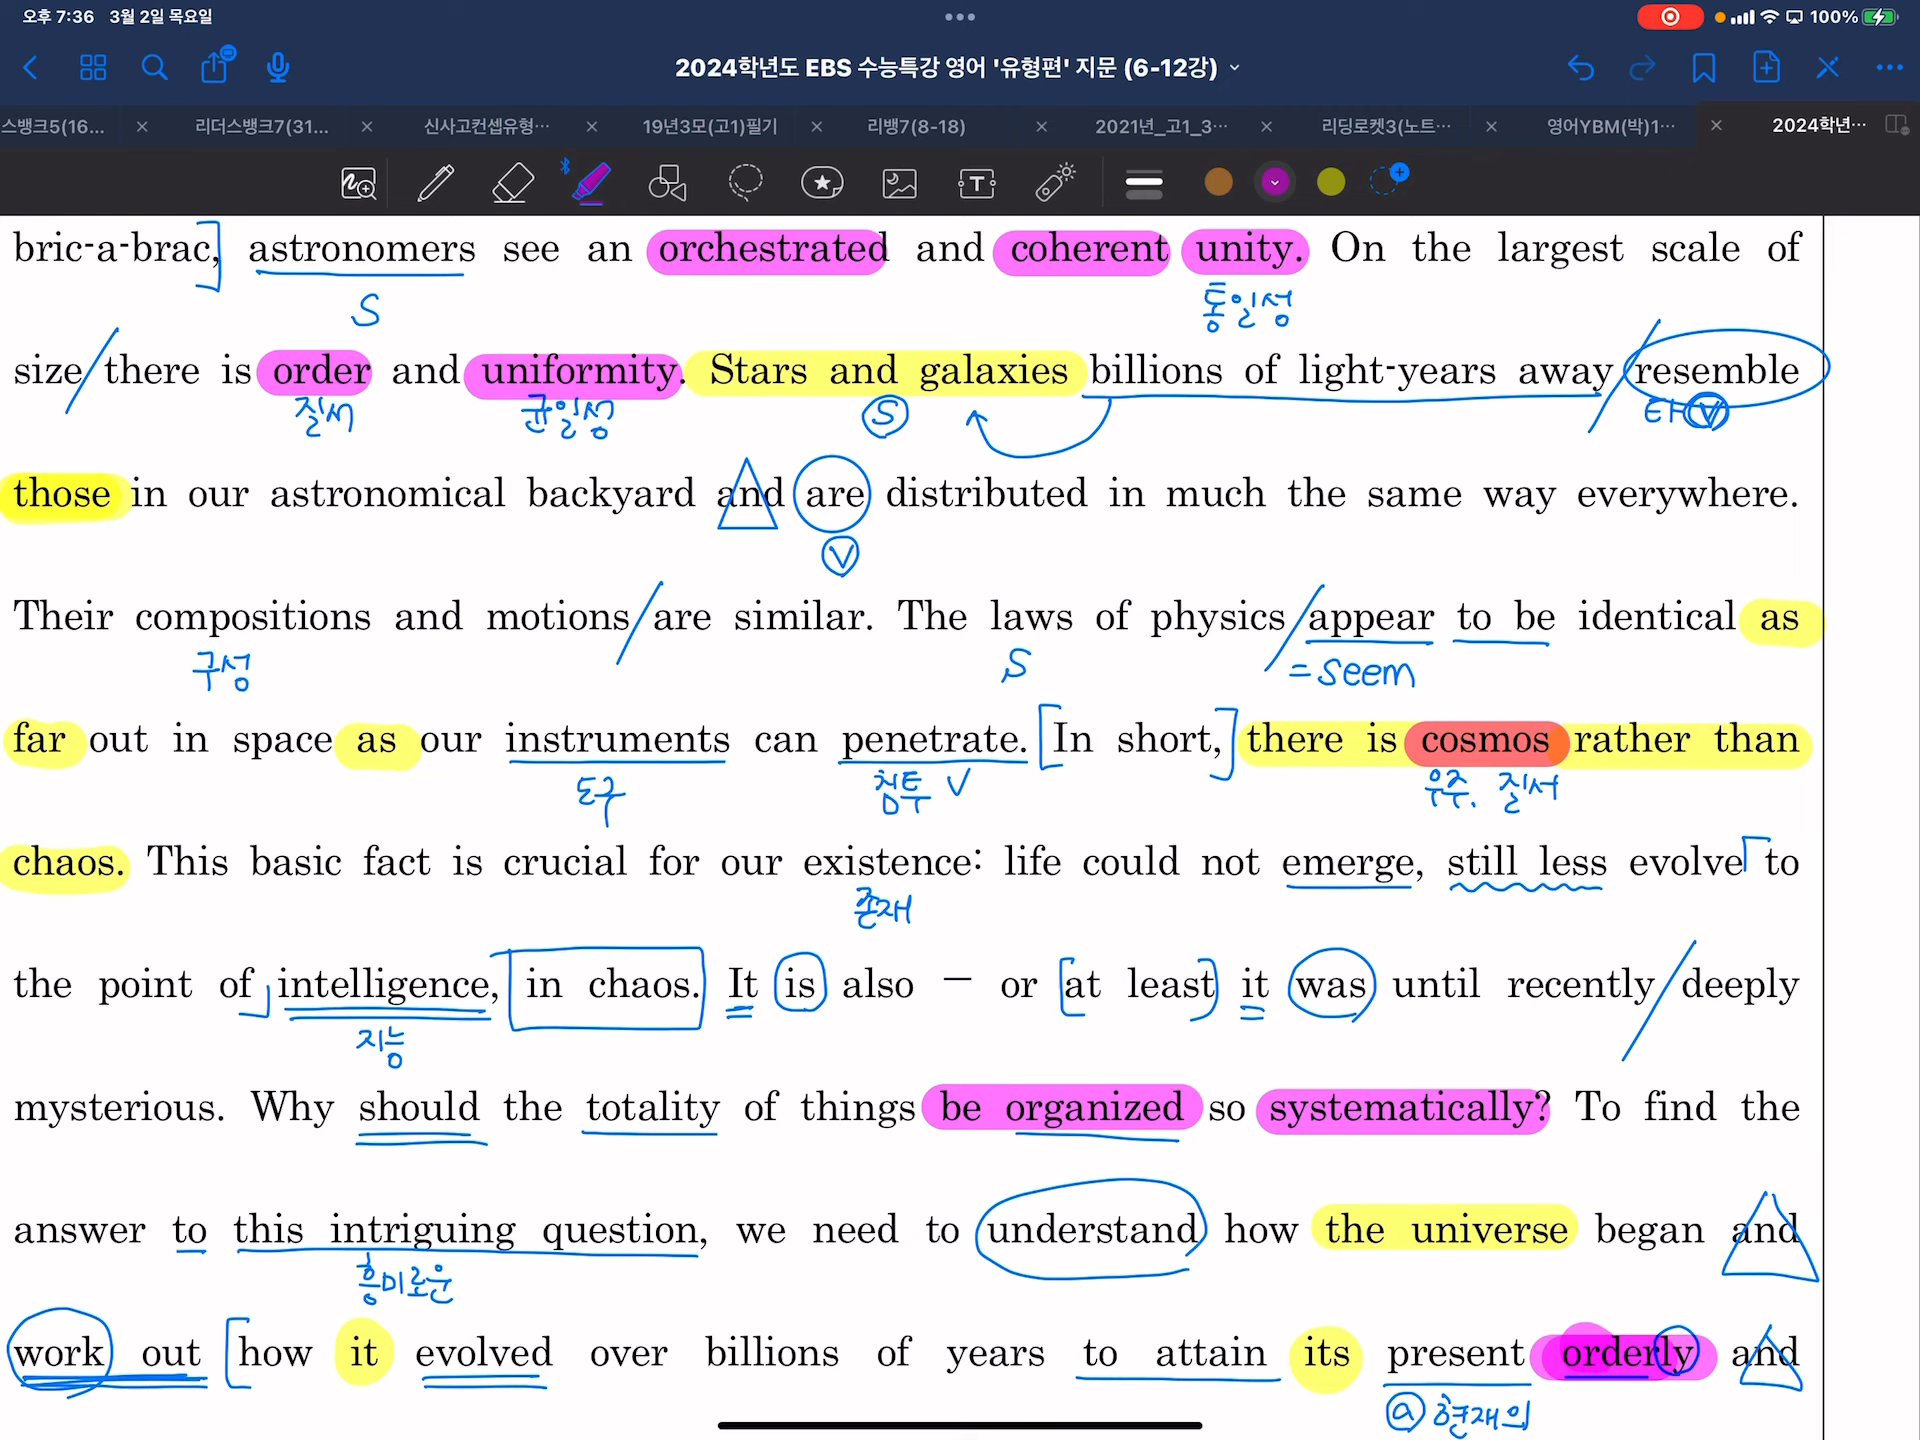 오후 7:36 3월 2일 목요일
100%
2024학년도 EBS 수능특강 영어 '유형편' 지문 (6-12강)
스뱅크5(16... 리더스뱅크7(31... 신사고컨셉유형… 19년3모(고1)필기 리뱅7(8-18) 2021년_고1_3… 리딩로켓3(노트… 영어YBM(박)1… 2024학년…
bric-a-brac, astronomers see an orchestrated and coherent unity. On the largest scale of
S 통일성
size there is order and uniformity. Stars and galaxies billions of light-years away resemble
질서 균일성 S 타 V
those in our astronomical backyard and are distributed in much the same way everywhere.
V
Their compositions and motions are similar. The laws of physics appear to be identical as
구성 S = seem
far out in space as our instruments can penetrate. In short, there is cosmos rather than
도구 침투 V 우주. 질서
chaos. This basic fact is crucial for our existence: life could not emerge, still less evolve to
존재
the point of intelligence, in chaos. It is also – or at least it was until recently deeply
지능
mysterious. Why should the totality of things be organized so systematically? To find the
answer to this intriguing question, we need to understand how the universe began and
흥미로운
work out how it evolved over billions of years to attain its present orderly and
a 현재의